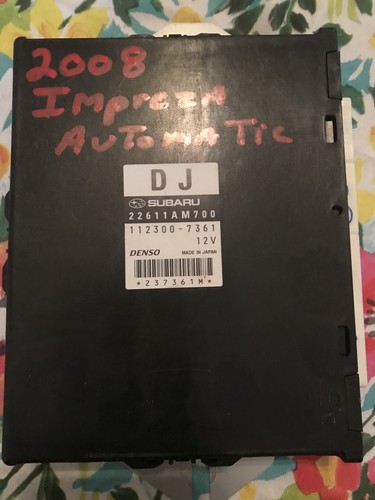 2008
Impreza
Automatic
DJ
SUBARU
22611AM700
112300-7361
12V
DENSO MADE IN JAPAN
*237361M*